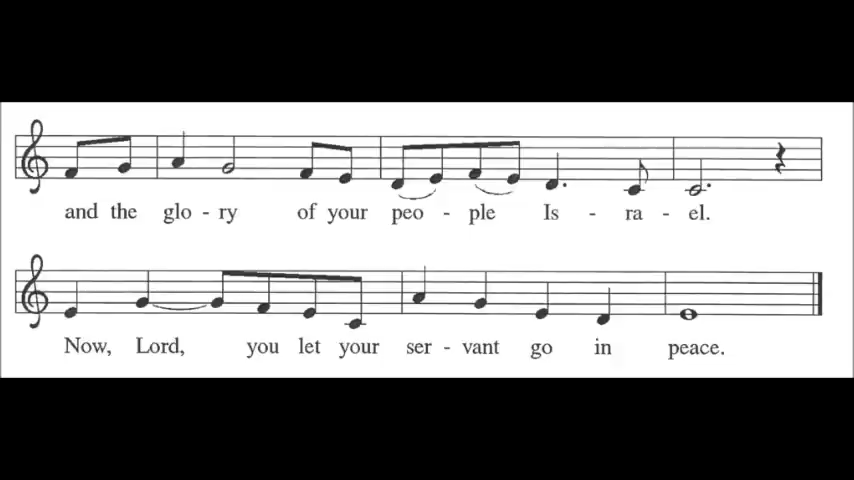 and the glo - ry of your peo - ple Is - ra - el.
Now, Lord, you let your ser - vant go in peace.